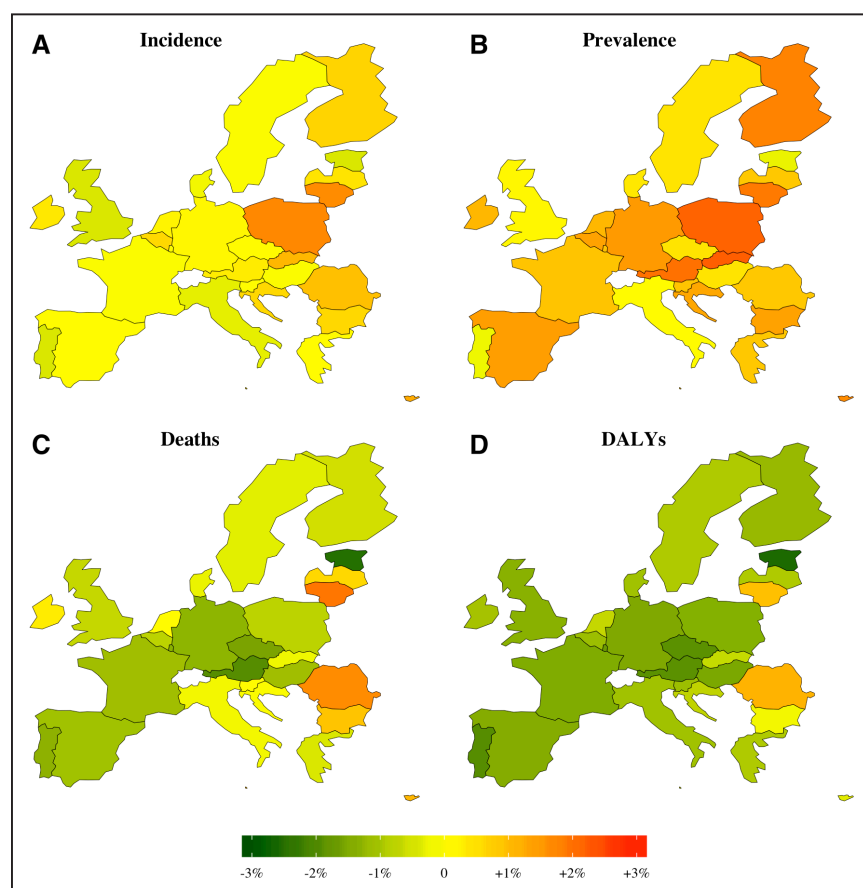 A Incidence
B Prevalence
C Deaths
D DALYs
-3% -2% -1% 0 +1% +2% +3%